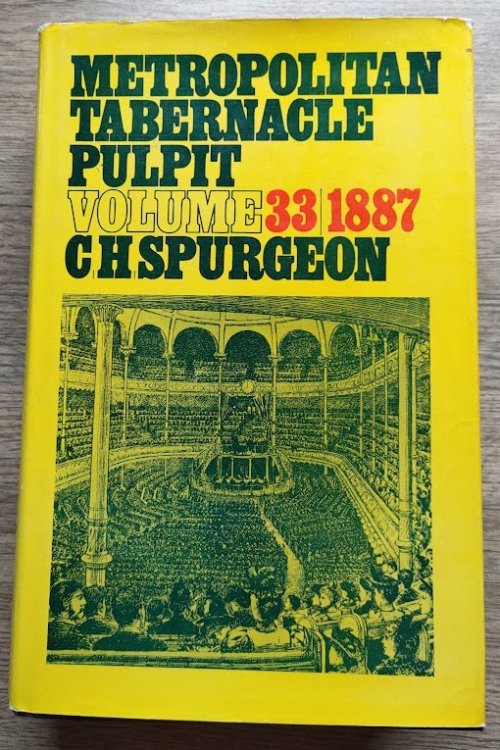 METROPOLITAN
TABERNACLE
PULPIT
VOLUME 33|1887
C|H|SPURGEON